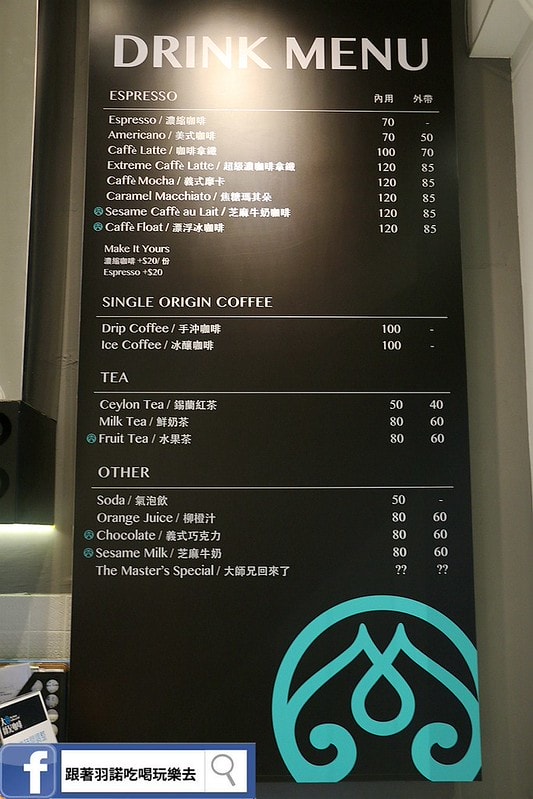 DRINK MENU
ESPRESSO 內用 外帶
Espresso / 濃縮咖啡 70 -
Americano / 美式咖啡 70 50
Caffè Latte / 咖啡拿鐵 100 70
Extreme Caffè Latte / 超級濃咖啡拿鐵 120 85
Caffè Mocha / 義式摩卡 120 85
Caramel Macchiato / 焦糖瑪其朵 120 85
Sesame Caffè au Lait / 芝麻牛奶咖啡 120 85
Caffè Float / 漂浮冰咖啡 120 85
Make It Yours
濃縮咖啡 +$20/ 份
Espresso +$20
SINGLE ORIGIN COFFEE
Drip Coffee / 手沖咖啡 100 -
Ice Coffee / 冰釀咖啡 100 -
TEA
Ceylon Tea / 錫蘭紅茶 50 40
Milk Tea / 鮮奶茶 80 60
Fruit Tea / 水果茶 80 60
OTHER
Soda / 氣泡飲 50 -
Orange Juice / 柳橙汁 80 60
Chocolate / 義式巧克力 80 60
Sesame Milk / 芝麻牛奶 80 60
The Master's Special / 大師兄回來了 ?? ??
f 跟著羽諾吃喝玩樂去